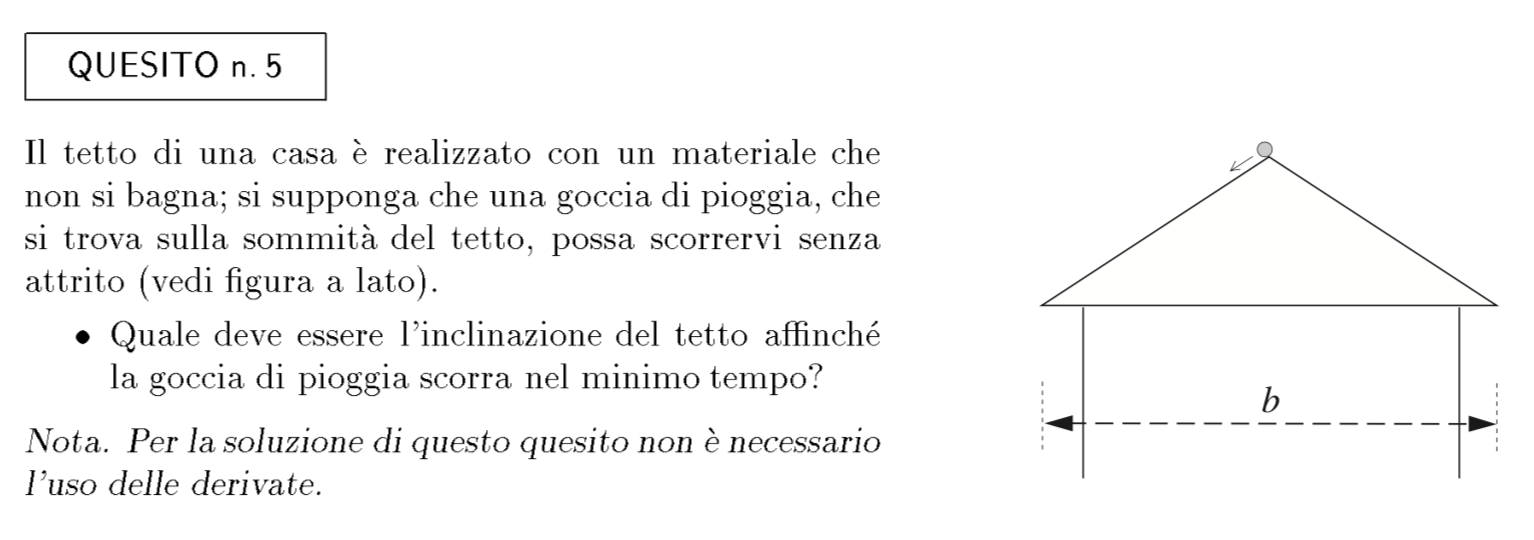 QUESITO n. 5
Il tetto di una casa è realizzato con un materiale che
non si bagna; si supponga che una goccia di pioggia, che
si trova sulla sommità del tetto, possa scorrervi senza
attrito (vedi figura a lato).
• Quale deve essere l'inclinazione del tetto affinché
la goccia di pioggia scorra nel minimo tempo?
Nota. Per la soluzione di questo quesito non è necessario
l'uso delle derivate.
b